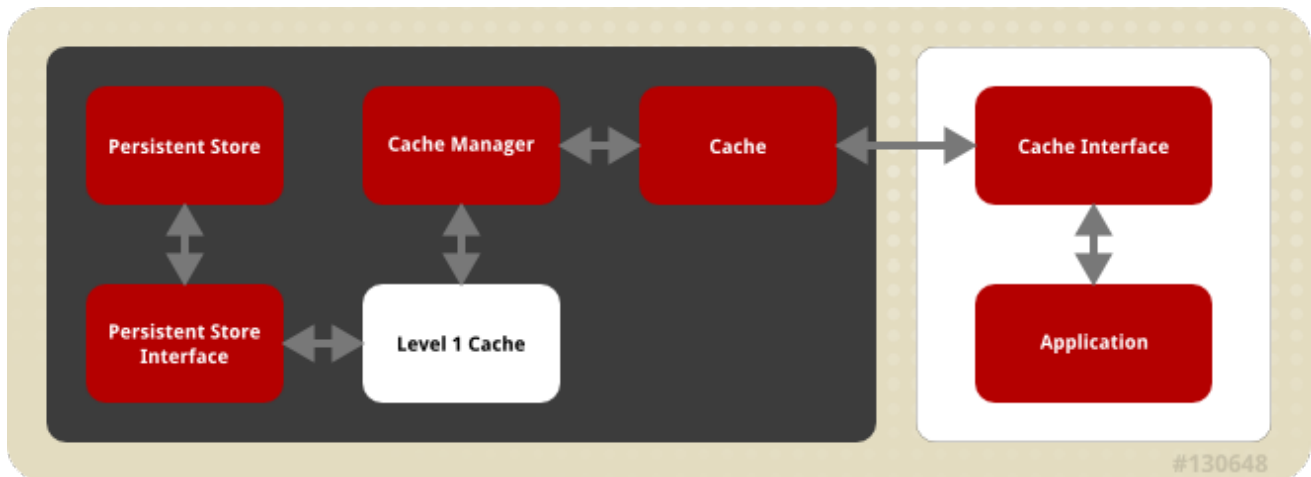 Persistent Store
Cache Manager
Cache
Cache Interface
Persistent Store
Interface
Level 1 Cache
Application
#130648